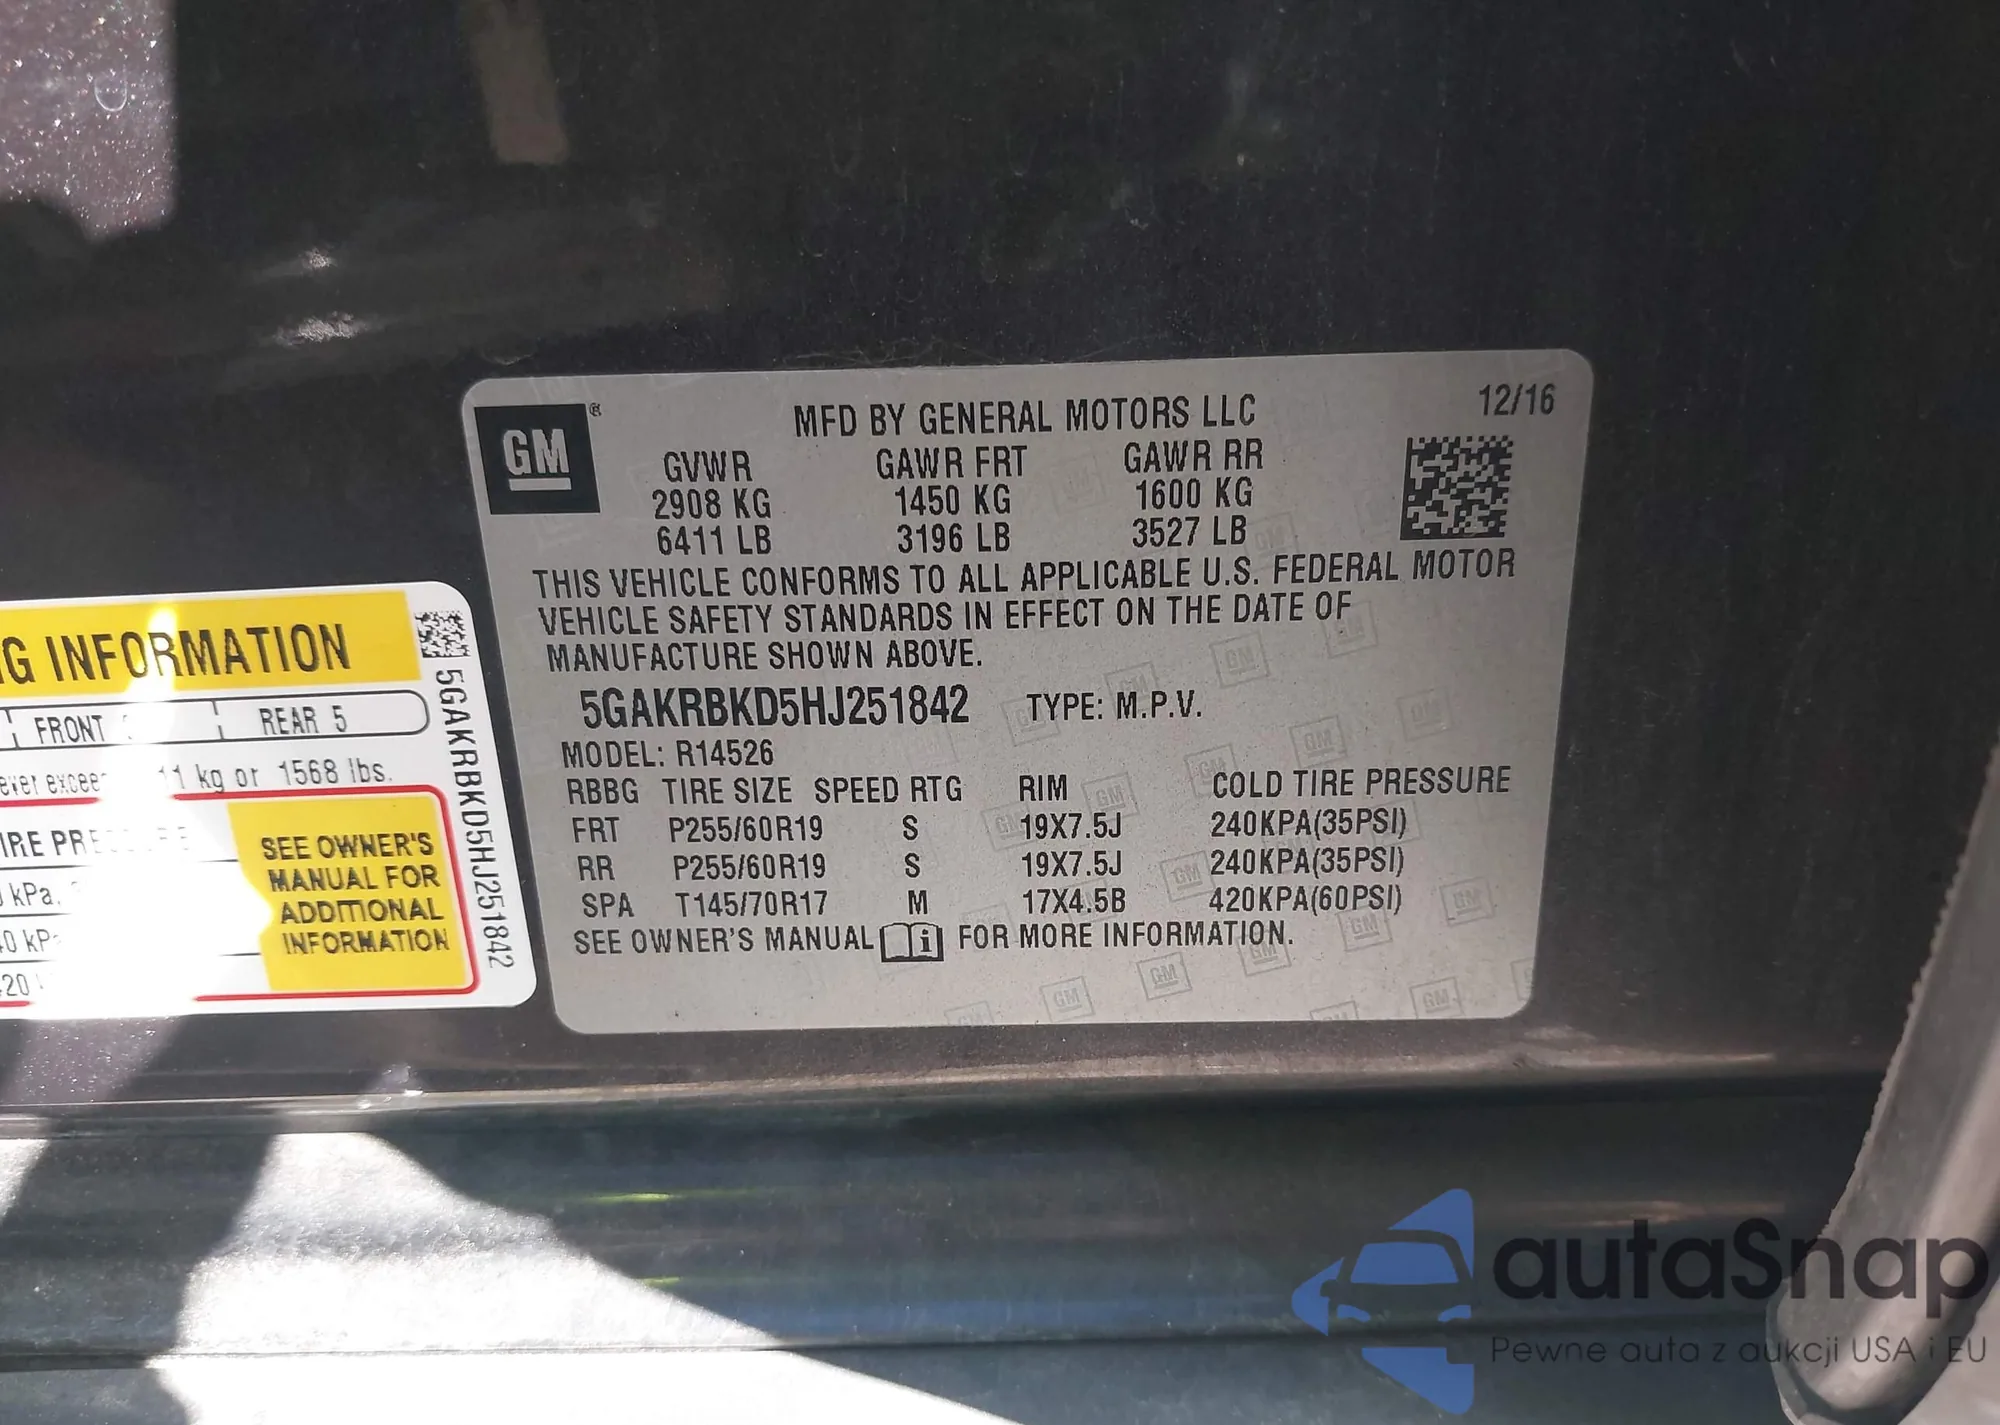 12/16
MFD BY GENERAL MOTORS LLC
GM ®
GVWR GAWR FRT GAWR RR
2908 KG 1450 KG 1600 KG
6411 LB 3196 LB 3527 LB
THIS VEHICLE CONFORMS TO ALL APPLICABLE U.S. FEDERAL MOTOR
VEHICLE SAFETY STANDARDS IN EFFECT ON THE DATE OF
MANUFACTURE SHOWN ABOVE.
5GAKRBKD5HJ251842 TYPE: M.P.V.
MODEL: R14526
RBBG TIRE SIZE SPEED RTG RIM COLD TIRE PRESSURE
FRT P255/60R19 S 19X7.5J 240KPA(35PSI)
RR P255/60R19 S 19X7.5J 240KPA(35PSI)
SPA T145/70R17 M 17X4.5B 420KPA(60PSI)
SEE OWNER'S MANUAL i FOR MORE INFORMATION.
G INFORMATION
FRONT REAR 5
11 kg or 1568 lbs.
kPa,
SEE OWNER'S
MANUAL FOR
ADDITIONAL
INFORMATION
5GAKRBKD5HJ251842
autaSnap
Pewne auta z aukcji USA i EU